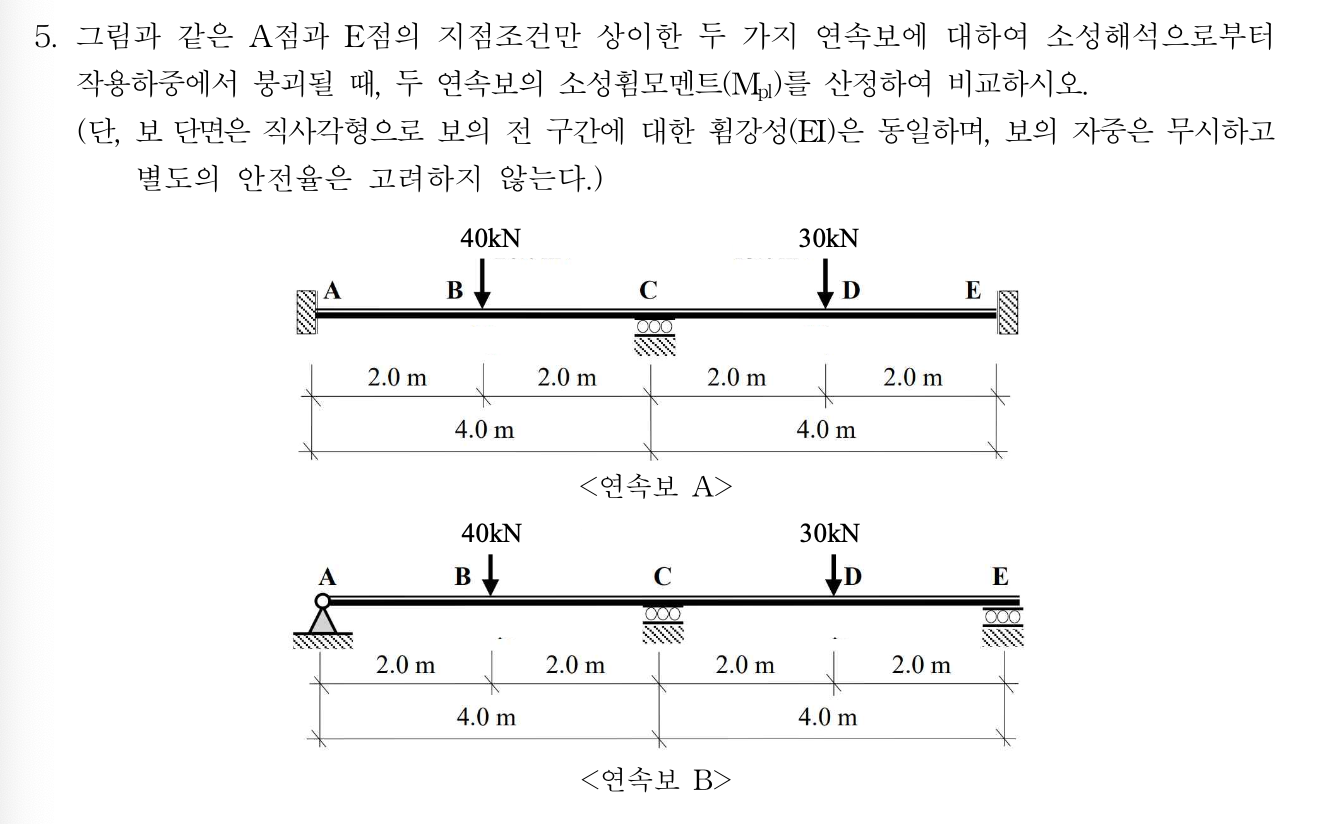 5. 그림과 같은 A점과 E점의 지점조건만 상이한 두 가지 연속보에 대하여 소성해석으로부터
작용하중에서 붕괴될 때, 두 연속보의 소성휨모멘트(Mpl)를 산정하여 비교하시오.
(단, 보 단면은 직사각형으로 보의 전 구간에 대한 휨강성(EI)은 동일하며, 보의 자중은 무시하고
별도의 안전율은 고려하지 않는다.)
40kN 30kN
A B C D E
2.0 m 2.0 m 2.0 m 2.0 m
4.0 m 4.0 m
<연속보 A>
40kN 30kN
A B C D E
2.0 m 2.0 m 2.0 m 2.0 m
4.0 m 4.0 m
<연속보 B>